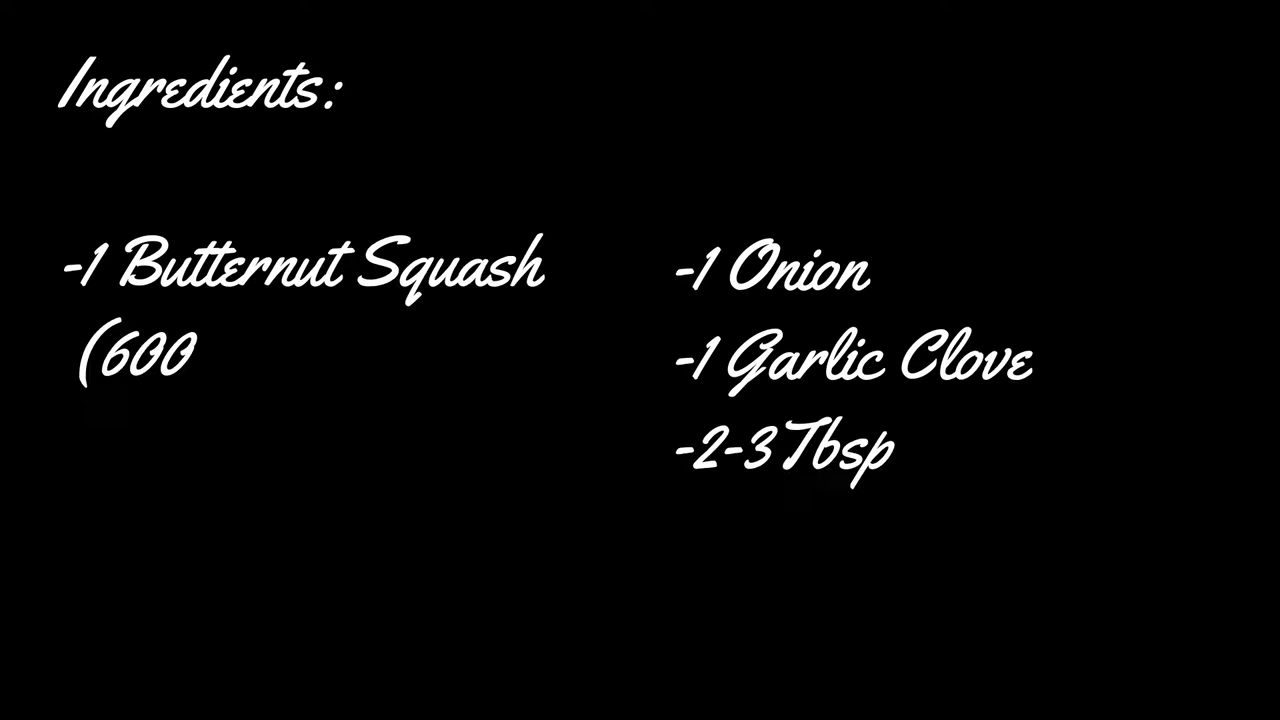 Ingredients:
-1 Butternut Squash
(600
-1 Onion
-1 Garlic Clove
-2-3 Tbsp